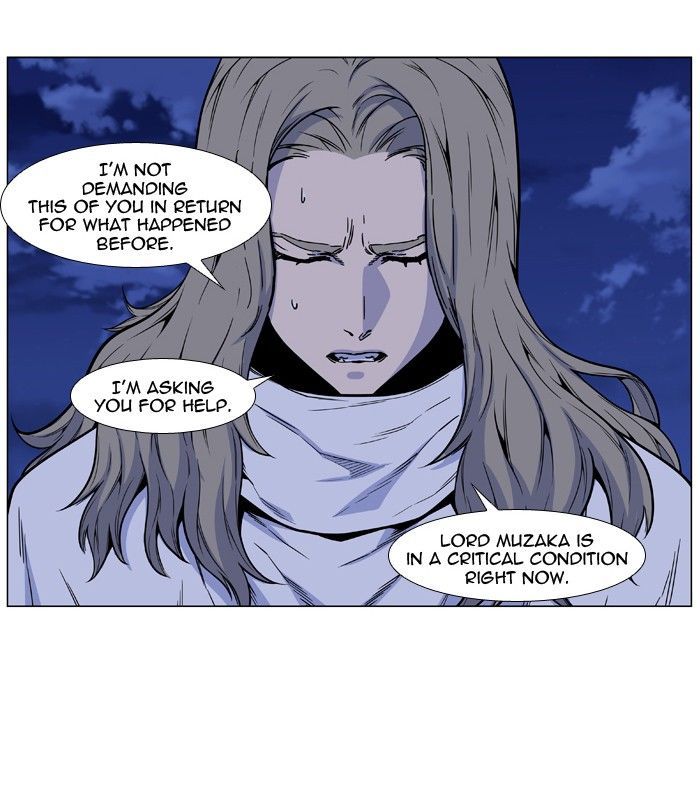 I'M NOT
DEMANDING
THIS OF YOU IN RETURN
FOR WHAT HAPPENED
BEFORE.
I'M ASKING
YOU FOR HELP.
LORD MUZAKA IS
IN A CRITICAL CONDITION
RIGHT NOW.